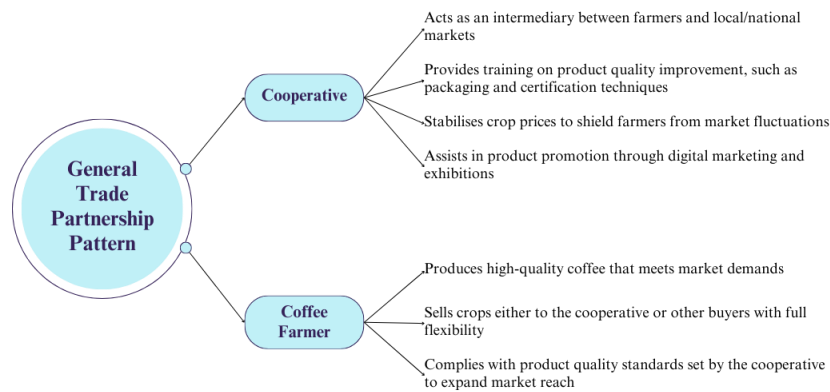 General
Trade
Partnership
Pattern
Cooperative
Acts as an intermediary between farmers and local/national
markets
Provides training on product quality improvement, such as
packaging and certification techniques
Stabilises crop prices to shield farmers from market fluctuations
Assists in product promotion through digital marketing and
exhibitions
Coffee
Farmer
Produces high-quality coffee that meets market demands
Sells crops either to the cooperative or other buyers with full
flexibility
Complies with product quality standards set by the cooperative
to expand market reach